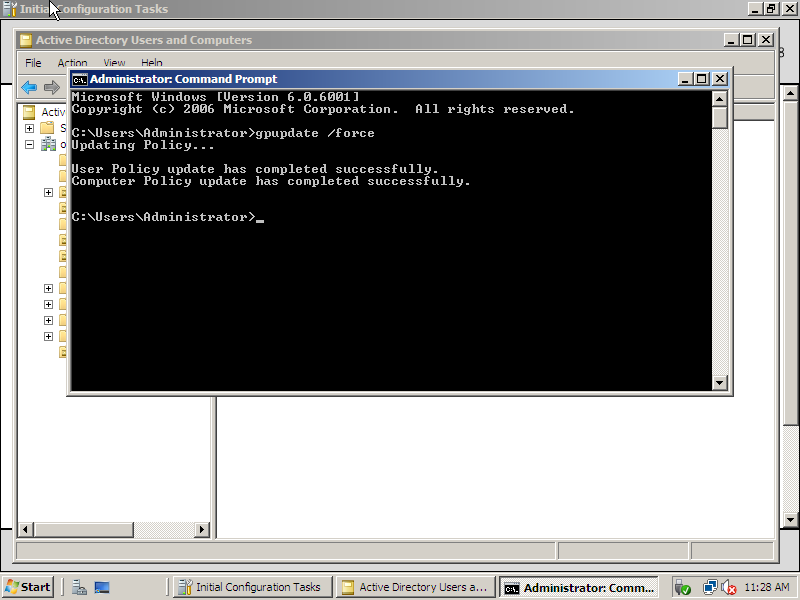 Initial Configuration Tasks
Active Directory Users and Computers
File Action View Help
Administrator: Command Prompt
Microsoft Windows [Version 6.0.6001]
Copyright (c) 2006 Microsoft Corporation. All rights reserved.
C:\Users\Administrator>gpupdate /force
Updating Policy...
User Policy update has completed successfully.
Computer Policy update has completed successfully.
C:\Users\Administrator>_
Start
Initial Configuration Tasks
Active Directory Users a...
Administrator: Comm...
11:28 AM